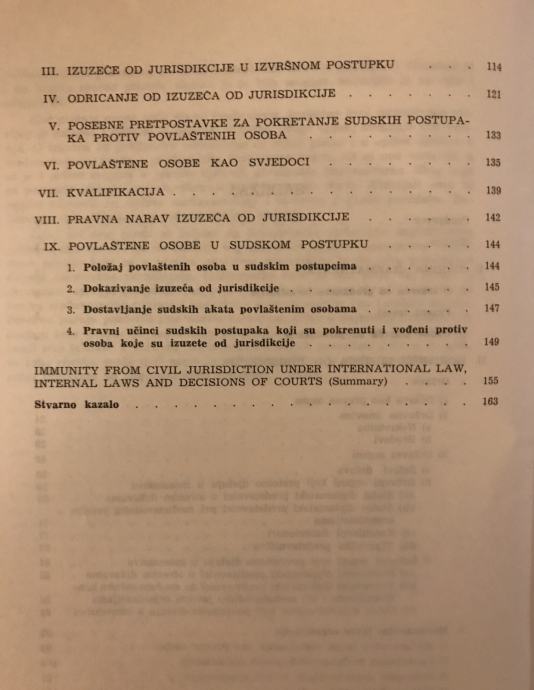 III. IZUZEĆE OD JURISDIKCIJE U IZVRŠNOM POSTUPKU . . . 114
IV. ODRICANJE OD IZUZEĆA OD JURISDIKCIJE . . . . . . . 121
V. POSEBNE PRETPOSTAVKE ZA POKRETANJE SUDSKIH POSTUPA-
KA PROTIV POVLAŠTENIH OSOBA . . . . . . . . 133
VI. POVLAŠTENE OSOBE KAO SVJEDOCI . . . . . . . . 135
VII. KVALIFIKACIJA . . . . . . . . . . . . . . . . 139
VIII. PRAVNA NARAV IZUZEĆA OD JURISDIKCIJE . . . . . . 142
IX. POVLAŠTENE OSOBE U SUDSKOM POSTUPKU . . . . . 144
1. Položaj povlaštenih osoba u sudskim postupcima . . . . . . 144
2. Dokazivanje izuzeća od jurisdikcije . . . . . . . . . . 145
3. Dostavljanje sudskih akata povlaštenim osobama . . . . . . 147
4. Pravni učinci sudskih postupaka koji su pokrenuti i vođeni protiv
osoba koje su izuzete od jurisdikcije . . . . . . . . . 149
IMMUNITY FROM CIVIL JURISDICTION UNDER INTERNATIONAL LAW,
INTERNAL LAWS AND DECISIONS OF COURTS (Summary) . . . . 155
Stvarno kazalo . . . . . . . . . . . . . . . . . . 163